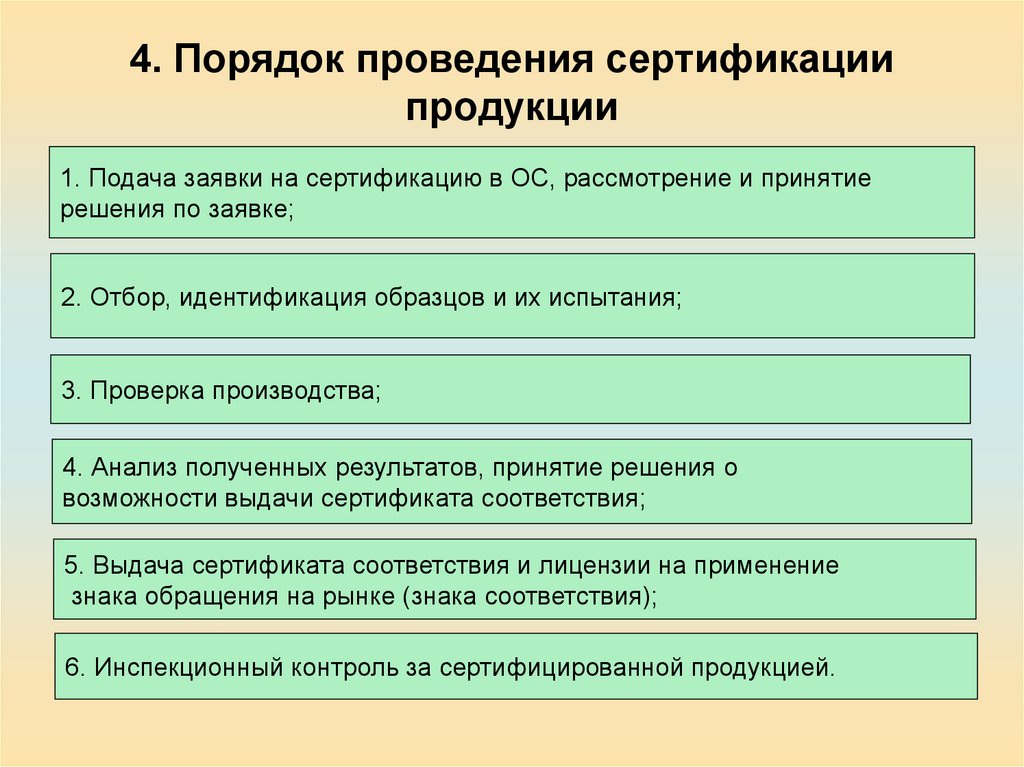 4. Порядок проведения сертификации
продукции
1. Подача заявки на сертификацию в ОС, рассмотрение и принятие
решения по заявке;
2. Отбор, идентификация образцов и их испытания;
3. Проверка производства;
4. Анализ полученных результатов, принятие решения о
возможности выдачи сертификата соответствия;
5. Выдача сертификата соответствия и лицензии на применение
знака обращения на рынке (знака соответствия);
6. Инспекционный контроль за сертифицированной продукцией.